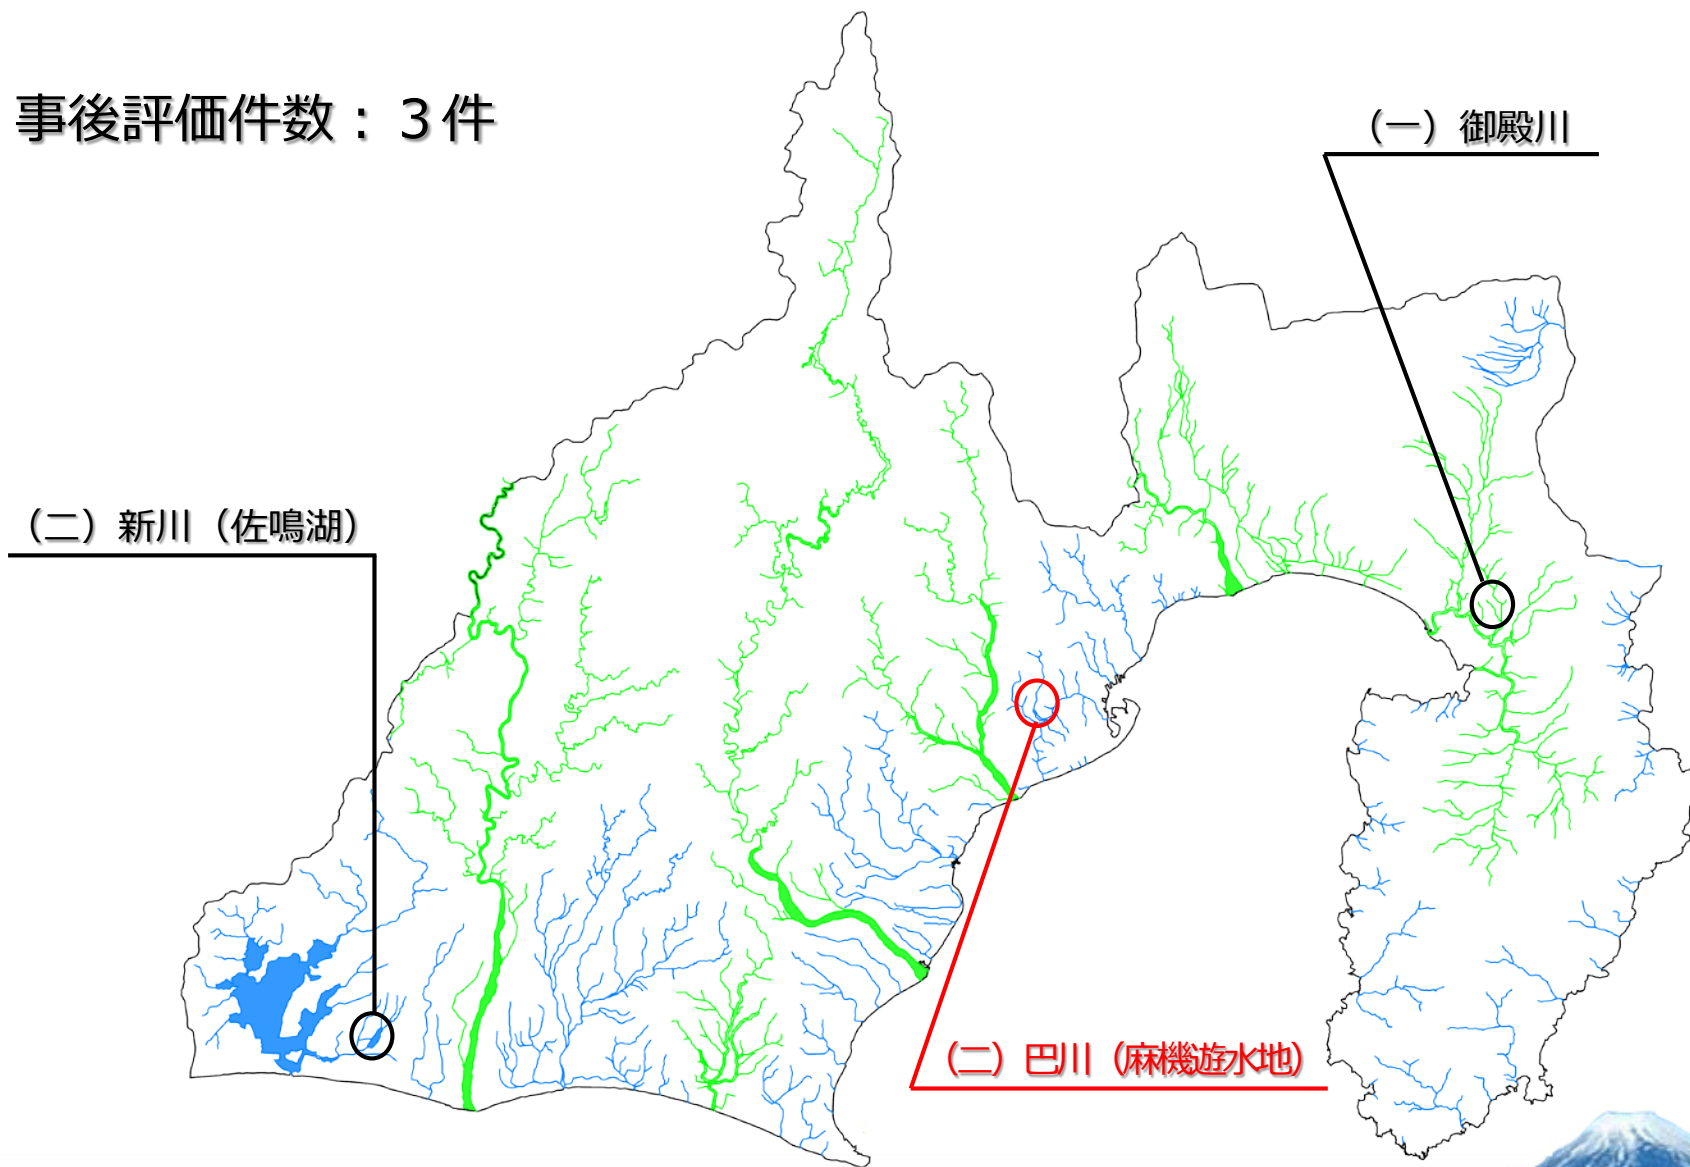 事後評価件数：３件
（一）御殿川
（二）新川（佐鳴湖）
（二）巴川（麻機遊水地）